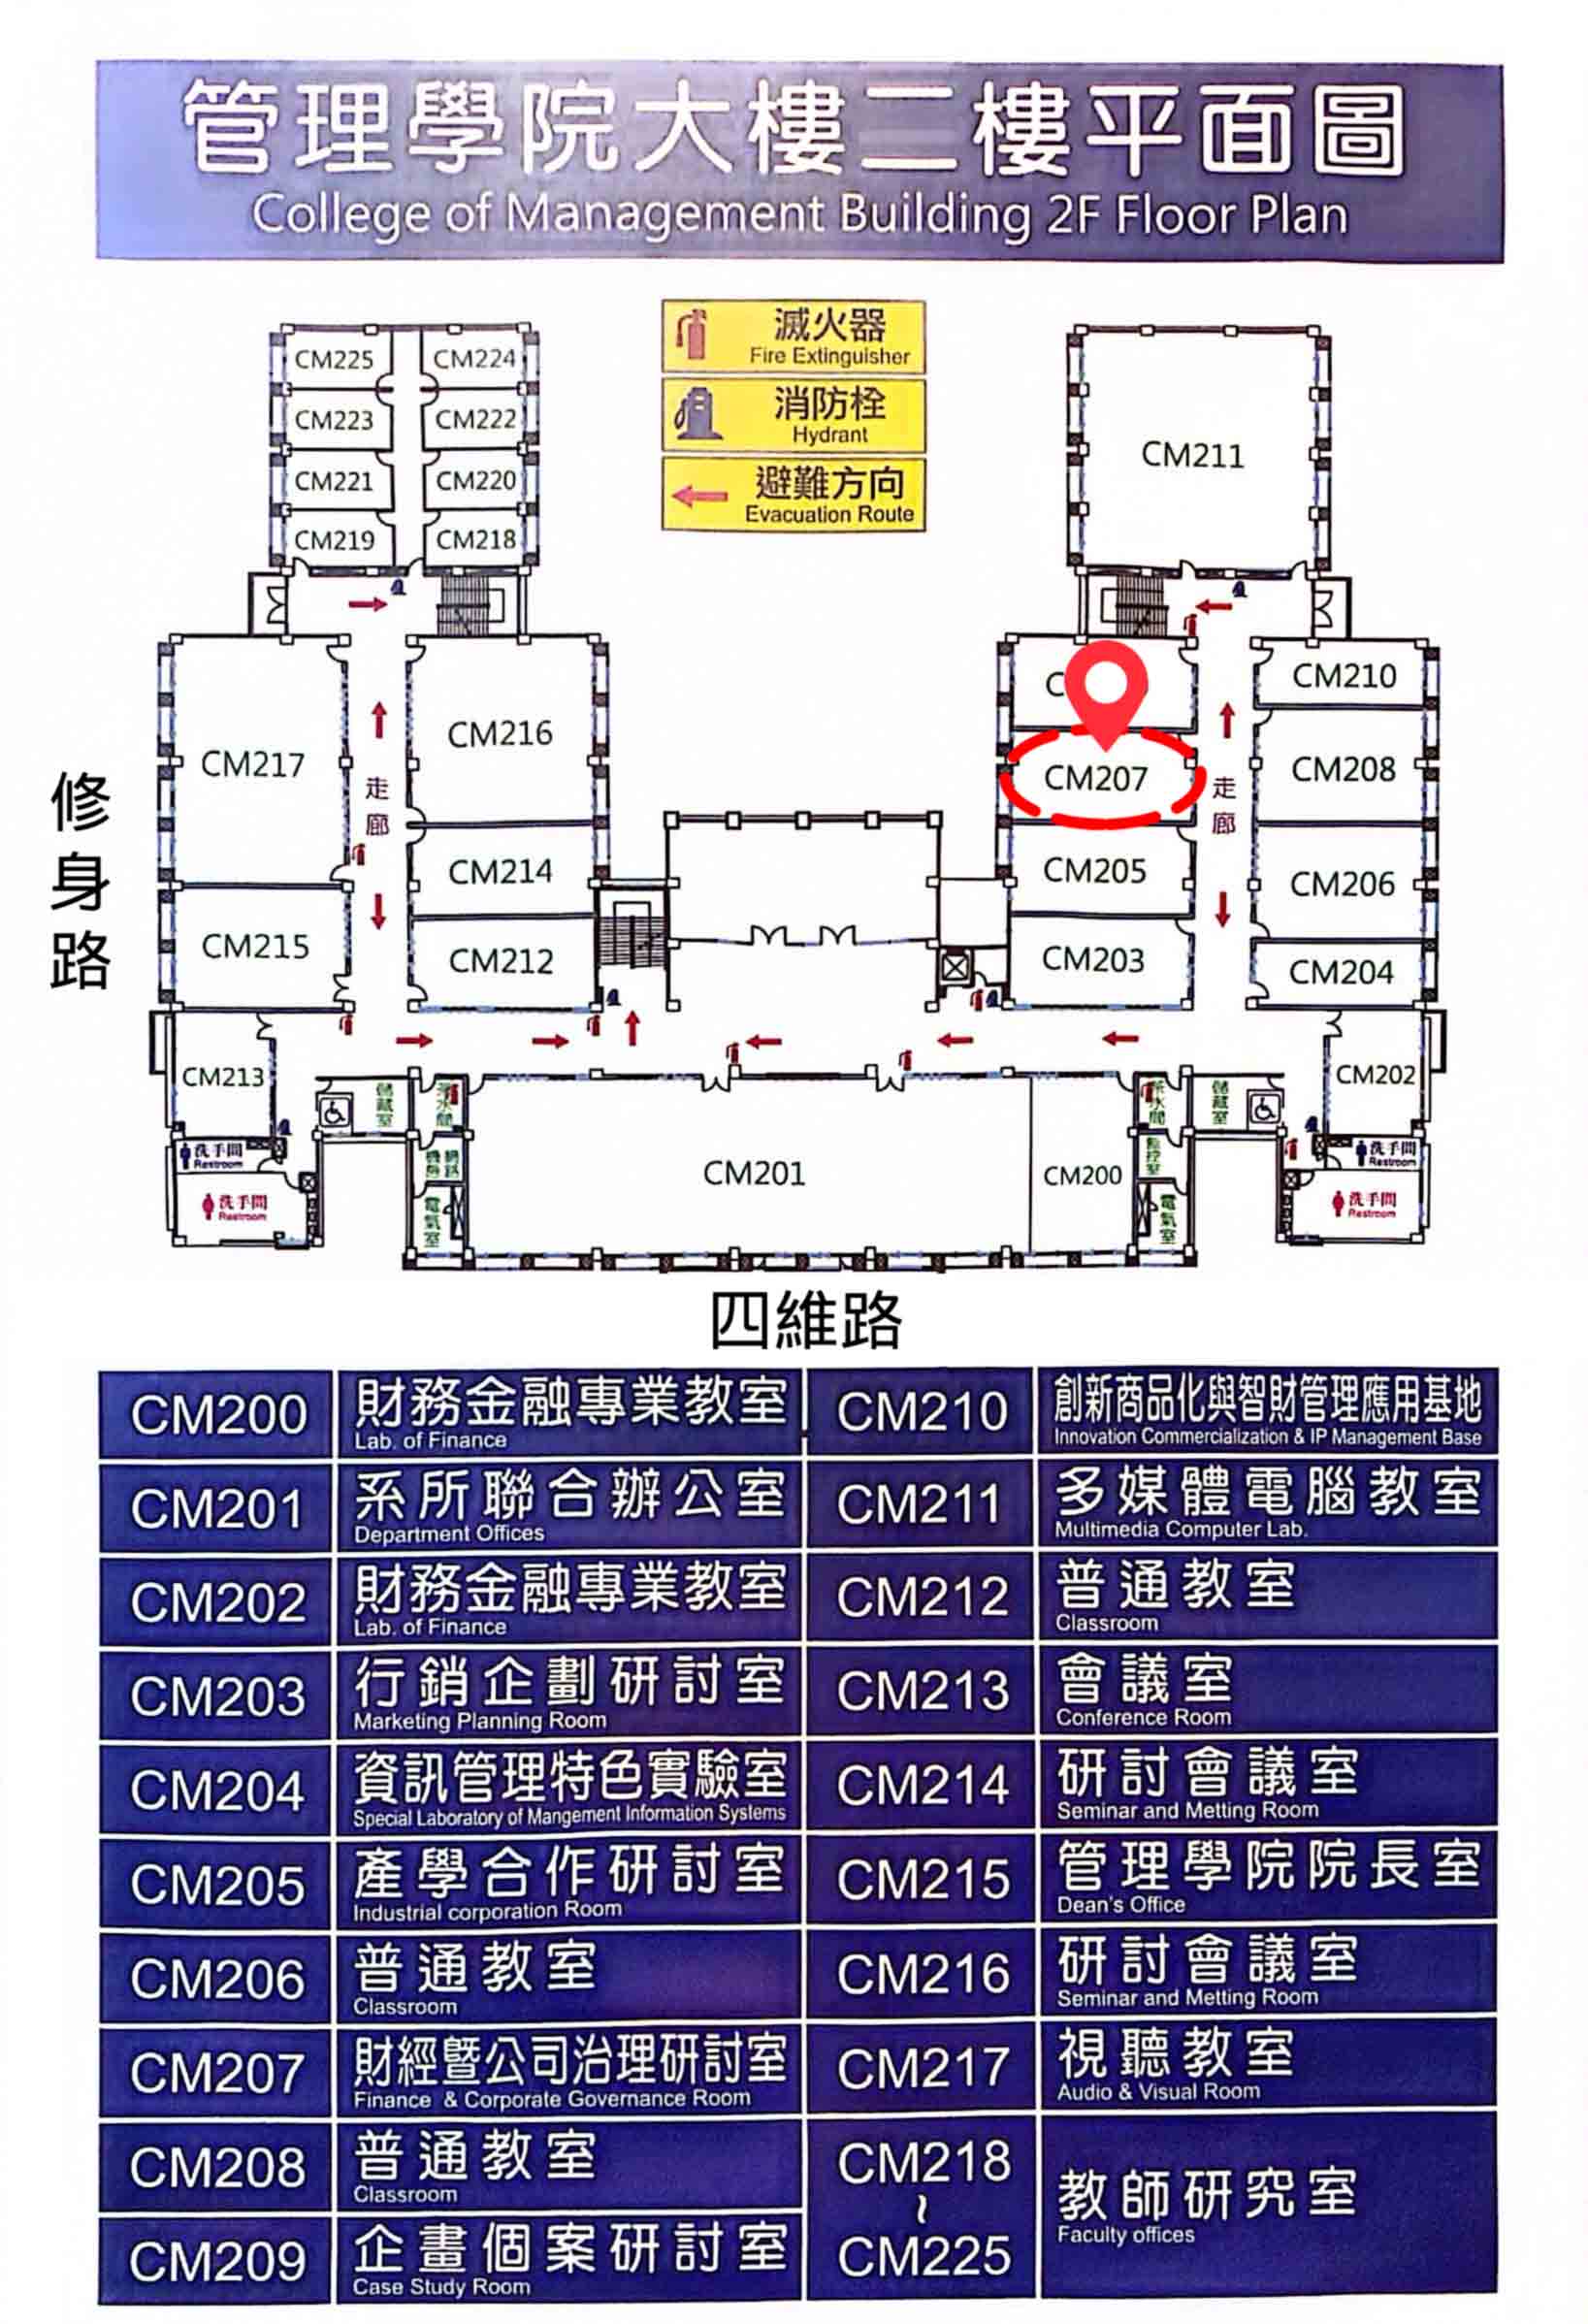 管理學院大樓二樓平面圖
College of Management Building 2F Floor Plan
滅火器
Fire Extinguisher
消防栓
Hydrant
避難方向
Evacuation Route
CM225
CM224
CM223
CM222
CM221
CM220
CM219
CM218
CM211
CM217
CM216
CM215
CM214
CM212
CM213
走廊
修身路
C
CM207
CM205
CM203
CM210
CM208
CM206
CM204
CM202
走廊
儲藏室
茶水間
網路機房
電氣室
洗手間
Restroom
洗手間
Restroom
CM201
CM200
茶水間
監控室
電氣室
儲藏室
洗手間
Restroom
洗手間
Restroom
四維路
CM200 財務金融專業教室
Lab. of Finance
CM201 系所聯合辦公室
Department Offices
CM202 財務金融專業教室
Lab. of Finance
CM203 行銷企劃研討室
Marketing Planning Room
CM204 資訊管理特色實驗室
Special Laboratory of Mangement Information Systems
CM205 產學合作研討室
Industrial corporation Room
CM206 普通教室
Classroom
CM207 財經暨公司治理研討室
Finance & Corporate Governance Room
CM208 普通教室
Classroom
CM209 企畫個案研討室
Case Study Room
CM210 創新商品化與智財管理應用基地
Innovation Commercialization & IP Management Base
CM211 多媒體電腦教室
Multimedia Computer Lab.
CM212 普通教室
Classroom
CM213 會議室
Conference Room
CM214 研討會議室
Seminar and Metting Room
CM215 管理學院院長室
Dean's Office
CM216 研討會議室
Seminar and Metting Room
CM217 視聽教室
Audio & Visual Room
CM218
~
CM225
教師研究室
Faculty offices